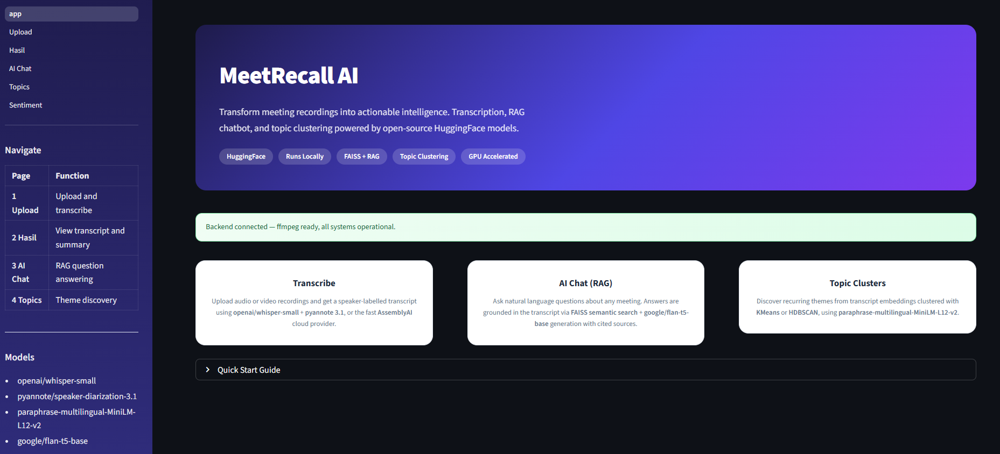 app
Upload
Hasil
AI Chat
Topics
Sentiment
Navigate
Page Function
1 Upload and
Upload transcribe
2 Hasil View transcript and
summary
3 AI RAG question
Chat answering
4 Topics Theme discovery
Models
openai/whisper-small
pyannote/speaker-diarization-3.1
paraphrase-multilingual-MiniLM-
L12-v2
google/flan-t5-base
MeetRecall AI
Transform meeting recordings into actionable intelligence. Transcription, RAG
chatbot, and topic clustering powered by open-source HuggingFace models.
HuggingFace Runs Locally FAISS + RAG Topic Clustering GPU Accelerated
Backend connected — ffmpeg ready, all systems operational.
Transcribe
Upload audio or video recordings and get a speaker-labelled transcript
using openai/whisper-small + pyannote 3.1, or the fast AssemblyAI
cloud provider.
AI Chat (RAG)
Ask natural language questions about any meeting. Answers are
grounded in the transcript via FAISS semantic search + google/flan-t5-
base generation with cited sources.
Topic Clusters
Discover recurring themes from transcript embeddings clustered with
KMeans or HDBSCAN, using paraphrase-multilingual-MiniLM-L12-v2.
Quick Start Guide